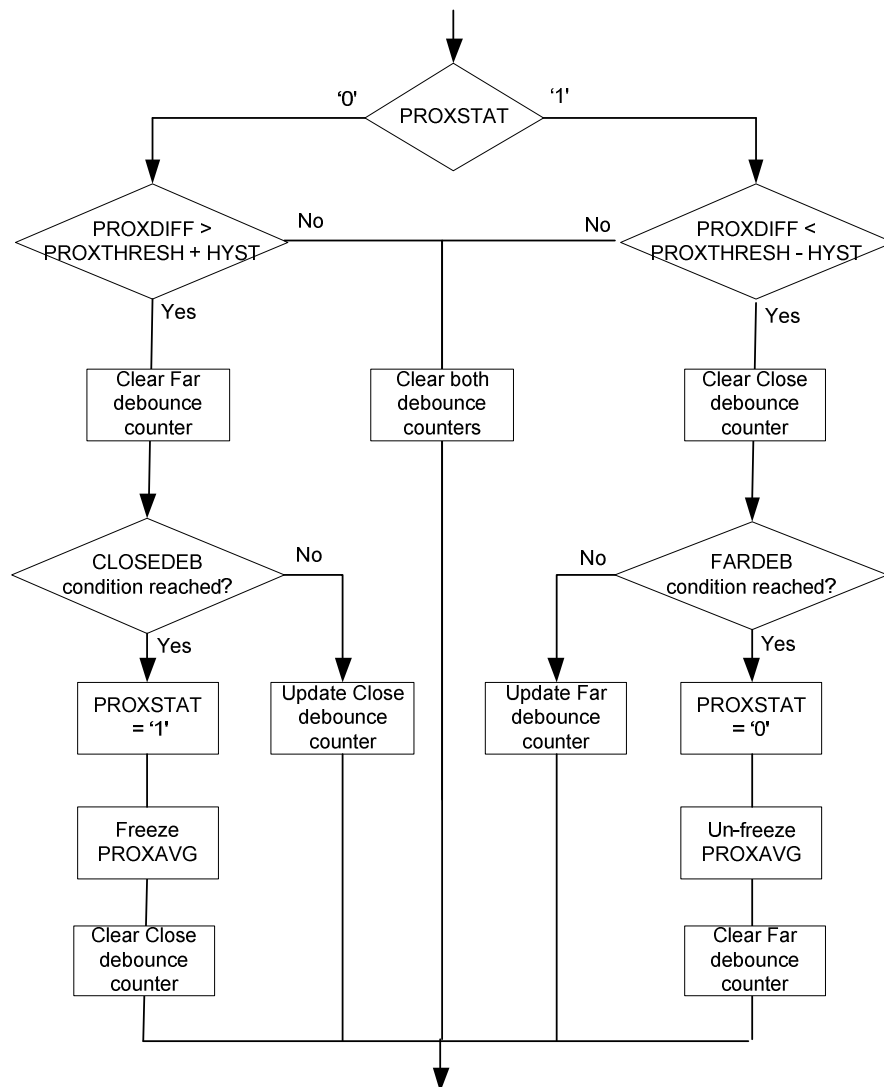 ‘0’
‘1’
PROXSTAT
PROXDIFF >
PROXTHRESH + HYST
No
No
PROXDIFF <
PROXTHRESH - HYST
Yes
Yes
Clear Far
debounce
counter
Clear both
debounce
counters
Clear Close
debounce
counter
CLOSEDEB
condition reached?
No
No
FARDEB
condition reached?
Yes
Yes
PROXSTAT
= ‘1’
Update Close
debounce
counter
Update Far
debounce
counter
PROXSTAT
= ‘0’
Freeze
PROXAVG
Un-freeze
PROXAVG
Clear Close
debounce
counter
Clear Far
debounce
counter